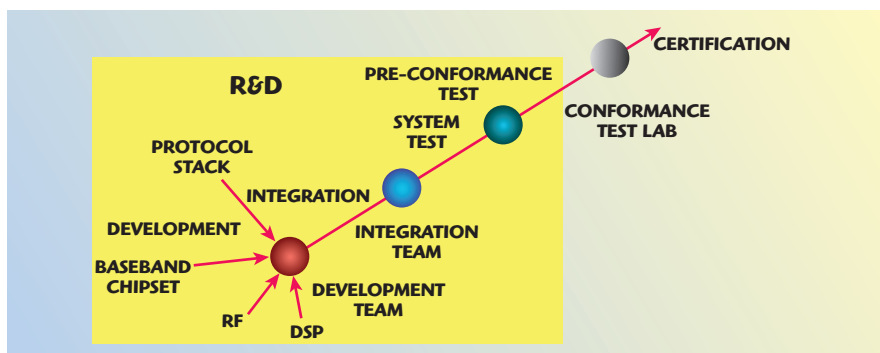 CERTIFICATION
R&D
PRE-CONFORMANCE
TEST
CONFORMANCE
TEST LAB
SYSTEM
TEST
PROTOCOL
STACK
INTEGRATION
DEVELOPMENT
INTEGRATION
TEAM
BASEBAND
CHIPSET
DEVELOPMENT
TEAM
RF
DSP